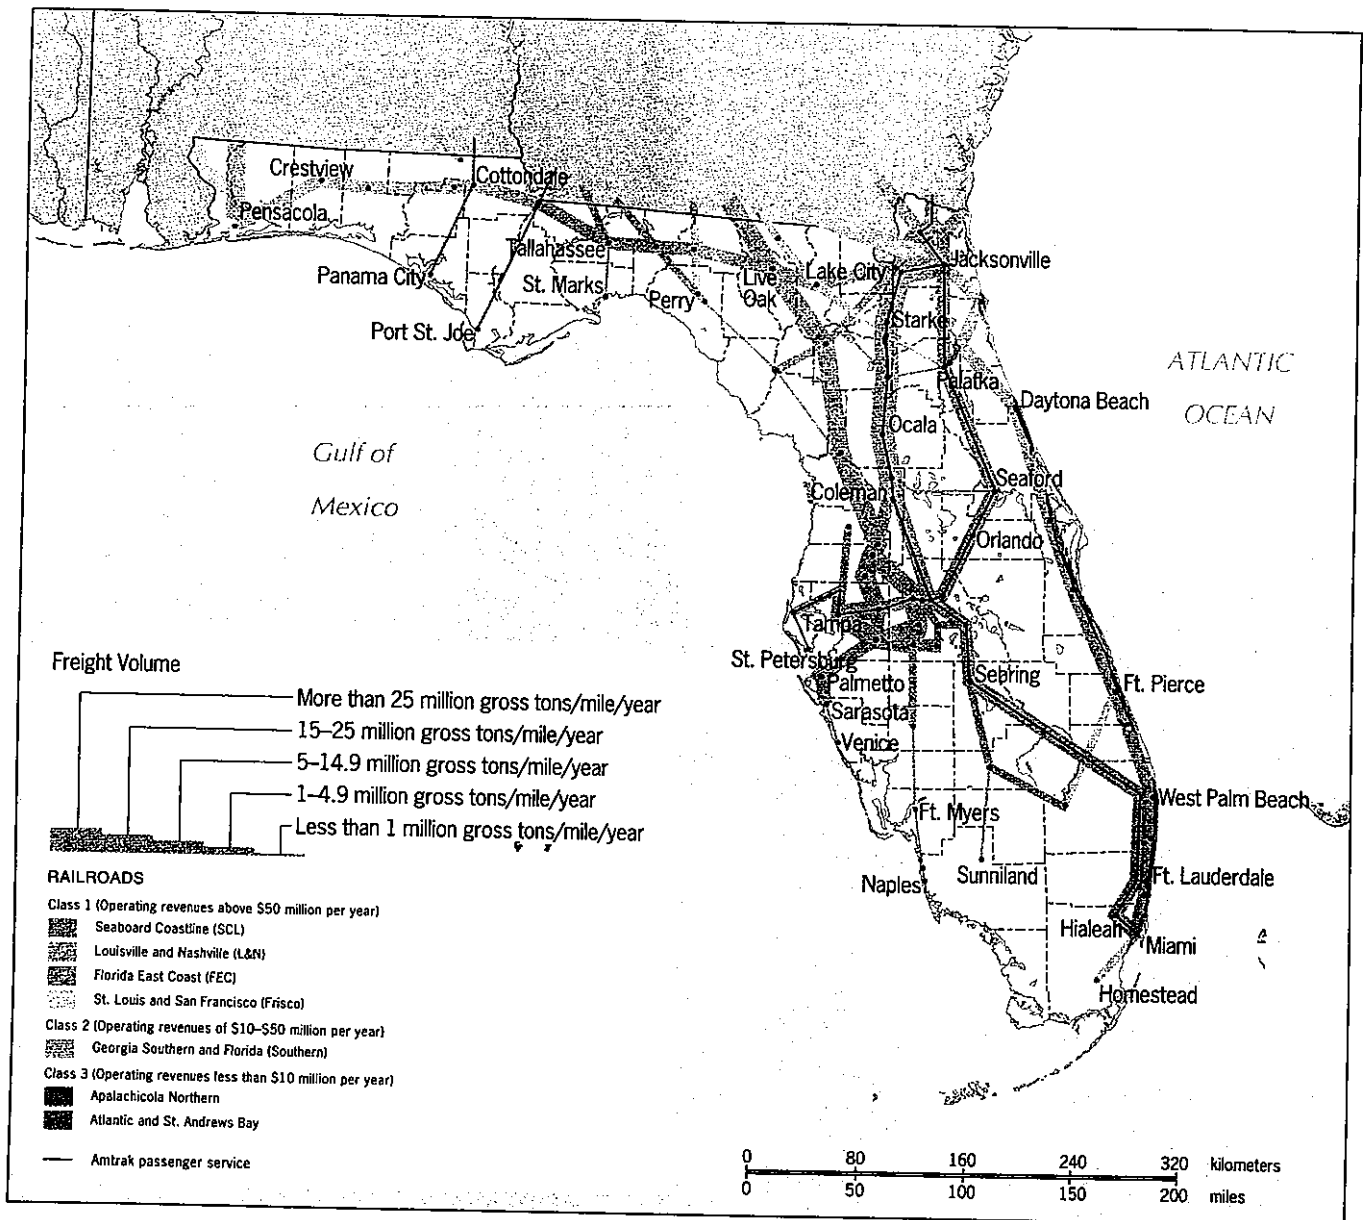 Crestview
Cottondale
Pensacola
Tallahassee
Panama City
St. Marks
Perry
Live
Oak
Lake City
Jacksonville
Port St. Joe
Starke
Palatka
Daytona Beach
ATLANTIC
OCEAN
Ocala
Gulf of
Mexico
Coleman
Seaford
Orlando
Tampa
St. Petersburg
Palmetto
Sebring
Ft. Pierce
Sarasota
Venice
West Palm Beach
Ft. Myers
Naples
Sunniland
Ft. Lauderdale
Hialeah
Miami
Homestead
Freight Volume
More than 25 million gross tons/mile/year
15–25 million gross tons/mile/year
5–14.9 million gross tons/mile/year
1–4.9 million gross tons/mile/year
Less than 1 million gross tons/mile/year
RAILROADS
Class 1 (Operating revenues above $50 million per year)
Seaboard Coastline (SCL)
Louisville and Nashville (L&N)
Florida East Coast (FEC)
St. Louis and San Francisco (Frisco)
Class 2 (Operating revenues of $10–$50 million per year)
Georgia Southern and Florida (Southern)
Class 3 (Operating revenues less than $10 million per year)
Apalachicola Northern
Atlantic and St. Andrews Bay
Amtrak passenger service
0 80 160 240 320 kilometers
0 50 100 150 200 miles